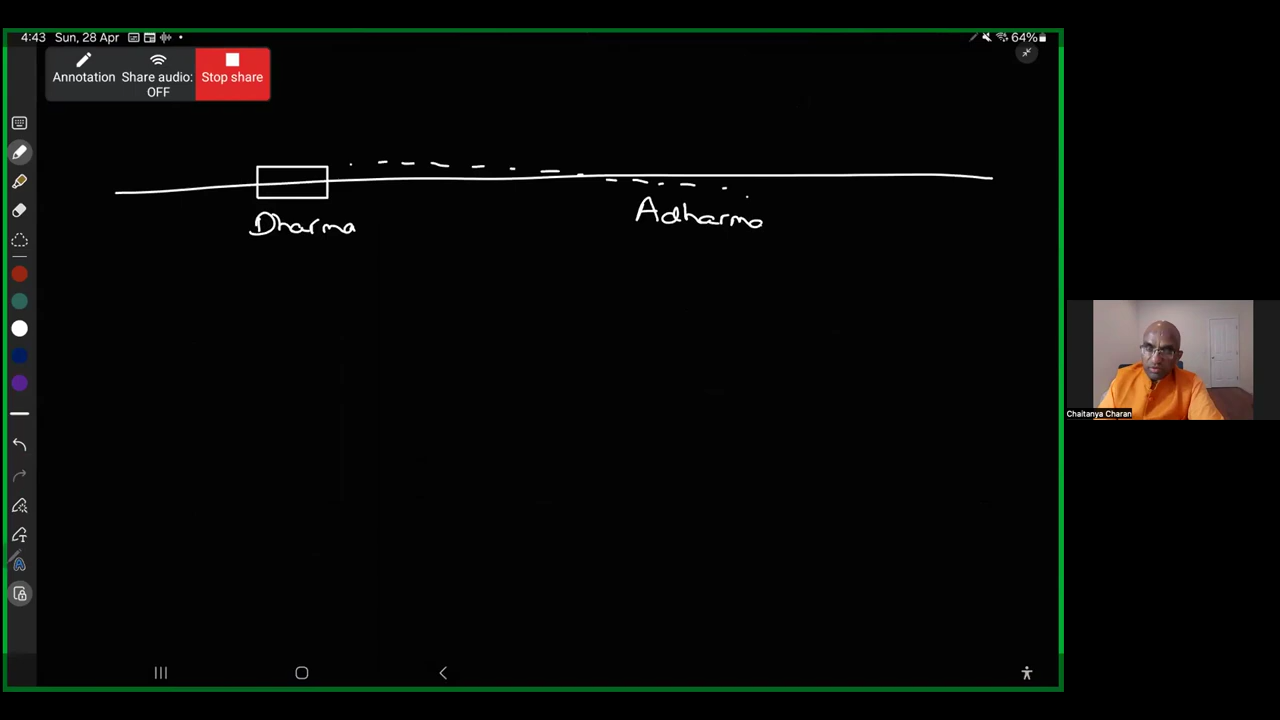 4:43 Sun, 28 Apr
64%
Annotation
Share audio: OFF
Stop share
Dharma
Adharma
Chaitanya Charan